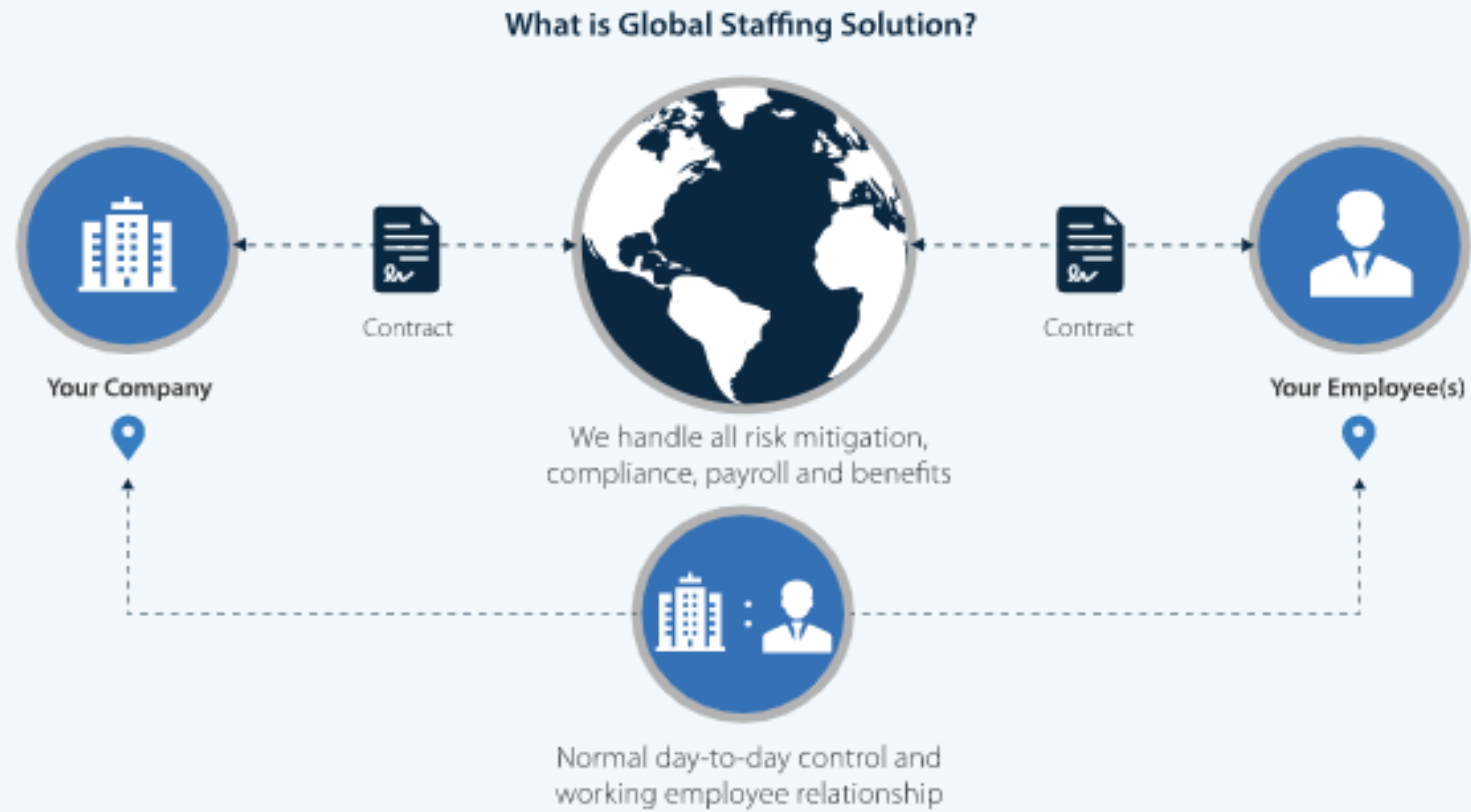 What is Global Staffing Solution?
Contract
Contract
Your Company
Your Employee(s)
We handle all risk mitigation,
compliance, payroll and benefits
Normal day-to-day control and
working employee relationship